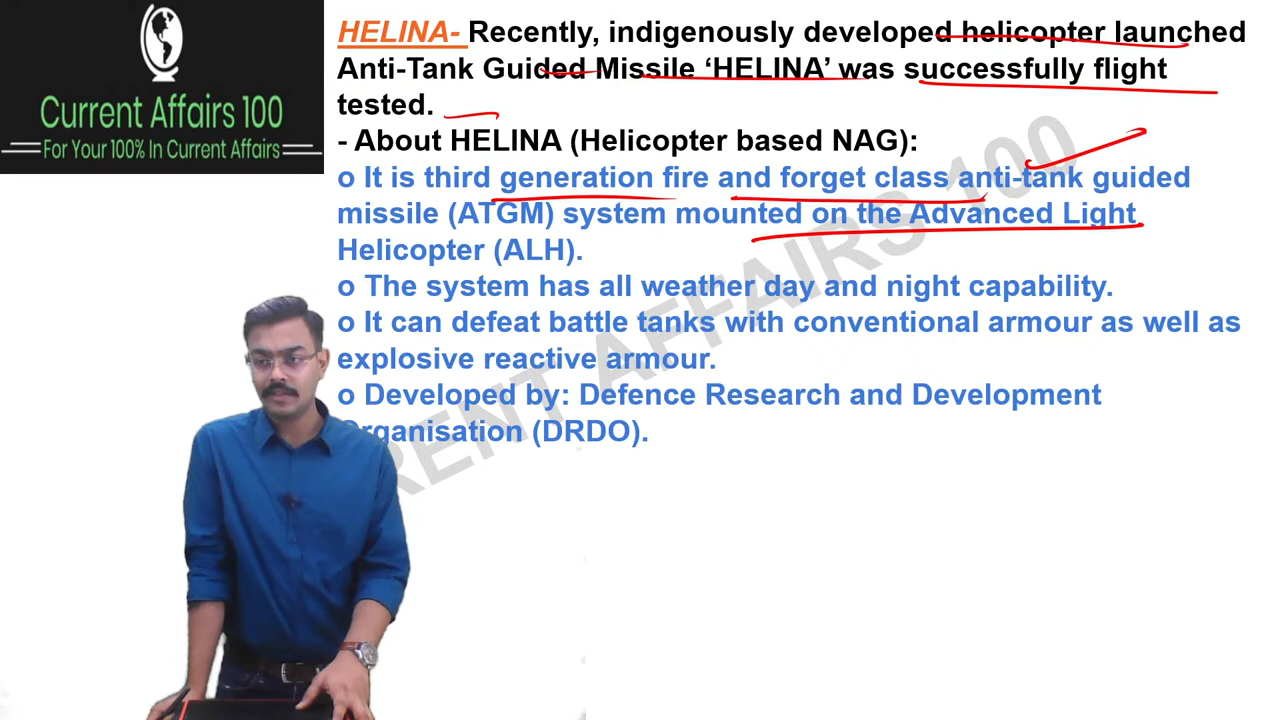 Current Affairs 100
For Your 100% In Current Affairs
HELINA- Recently, indigenously developed helicopter launched
Anti-Tank Guided Missile ‘HELINA’ was successfully flight
tested.
- About HELINA (Helicopter based NAG):
o It is third generation fire and forget class anti-tank guided
missile (ATGM) system mounted on the Advanced Light
Helicopter (ALH).
o The system has all weather day and night capability.
o It can defeat battle tanks with conventional armour as well as
explosive reactive armour.
o Developed by: Defence Research and Development
Organisation (DRDO).
RENT AFFAIRS 100